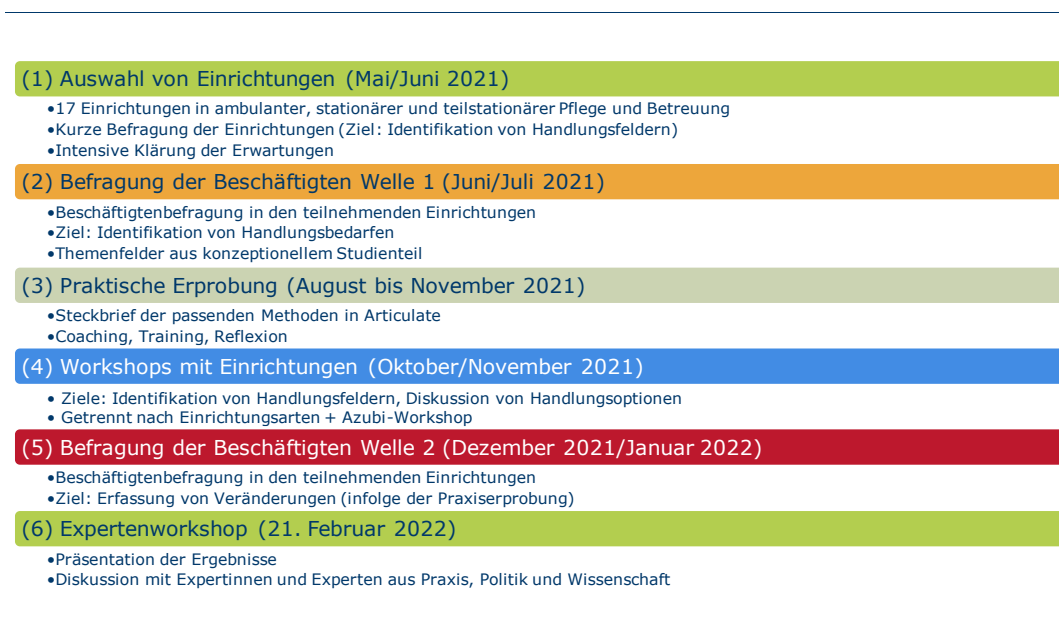 (1) Auswahl von Einrichtungen (Mai/Juni 2021)
•17 Einrichtungen in ambulanter, stationärer und teilstationärer Pflege und Betreuung
•Kurze Befragung der Einrichtungen (Ziel: Identifikation von Handlungsfeldern)
•Intensive Klärung der Erwartungen
(2) Befragung der Beschäftigten Welle 1 (Juni/Juli 2021)
•Beschäftigtenbefragung in den teilnehmenden Einrichtungen
•Ziel: Identifikation von Handlungsbedarfen
•Themenfelder aus konzeptionellem Studienteil
(3) Praktische Erprobung (August bis November 2021)
•Steckbrief der passenden Methoden in Articulate
•Coaching, Training, Reflexion
(4) Workshops mit Einrichtungen (Oktober/November 2021)
• Ziele: Identifikation von Handlungsfeldern, Diskussion von Handlungsoptionen
• Getrennt nach Einrichtungsarten + Azubi-Workshop
(5) Befragung der Beschäftigten Welle 2 (Dezember 2021/Januar 2022)
•Beschäftigtenbefragung in den teilnehmenden Einrichtungen
•Ziel: Erfassung von Veränderungen (infolge der Praxiserprobung)
(6) Expertenworkshop (21. Februar 2022)
•Präsentation der Ergebnisse
•Diskussion mit Expertinnen und Experten aus Praxis, Politik und Wissenschaft